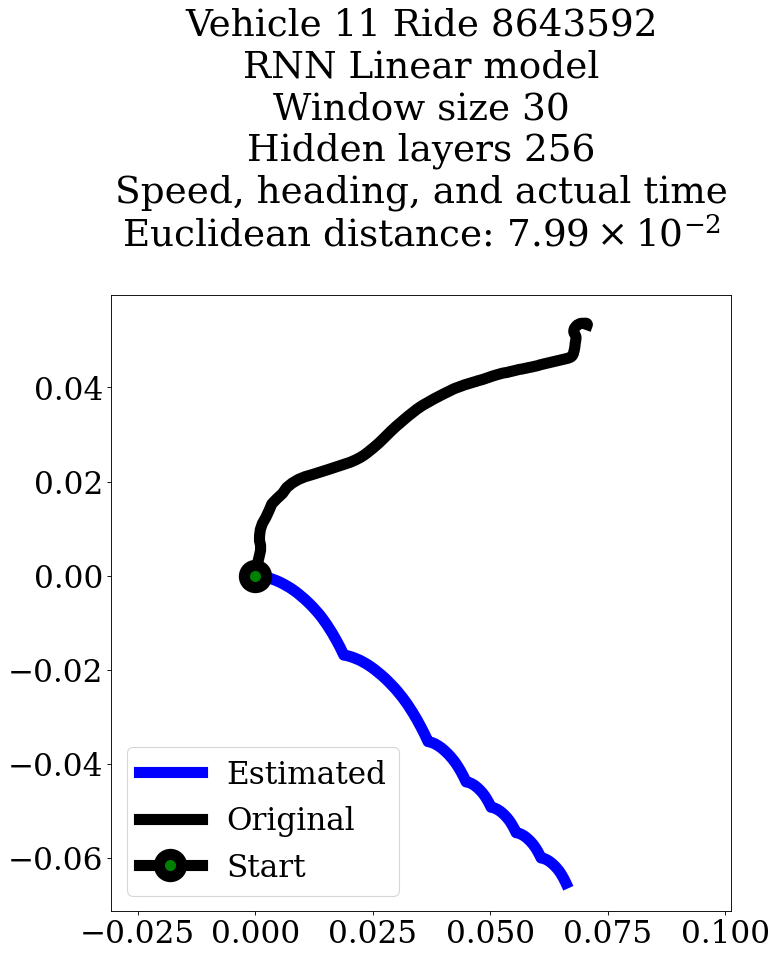 Vehicle 11 Ride 8643592
RNN Linear model
Window size 30
Hidden layers 256
Speed, heading, and actual time
Euclidean distance: 7.99 × 10⁻²
0.04
0.02
0.00
−0.02
−0.04
−0.06
Estimated
Original
Start
−0.025 0.000 0.025 0.050 0.075 0.100